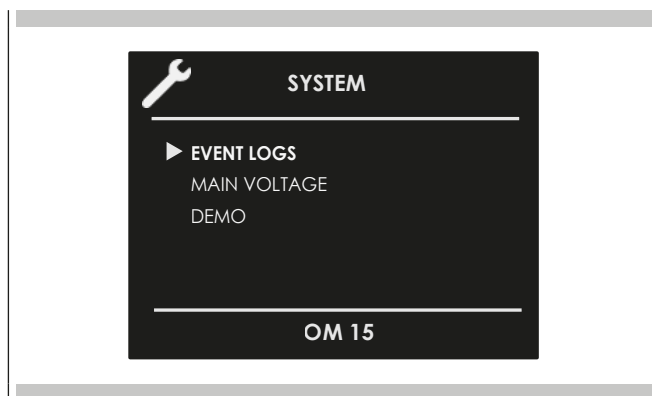 SYSTEM
EVENT LOGS
MAIN VOLTAGE
DEMO
OM 15